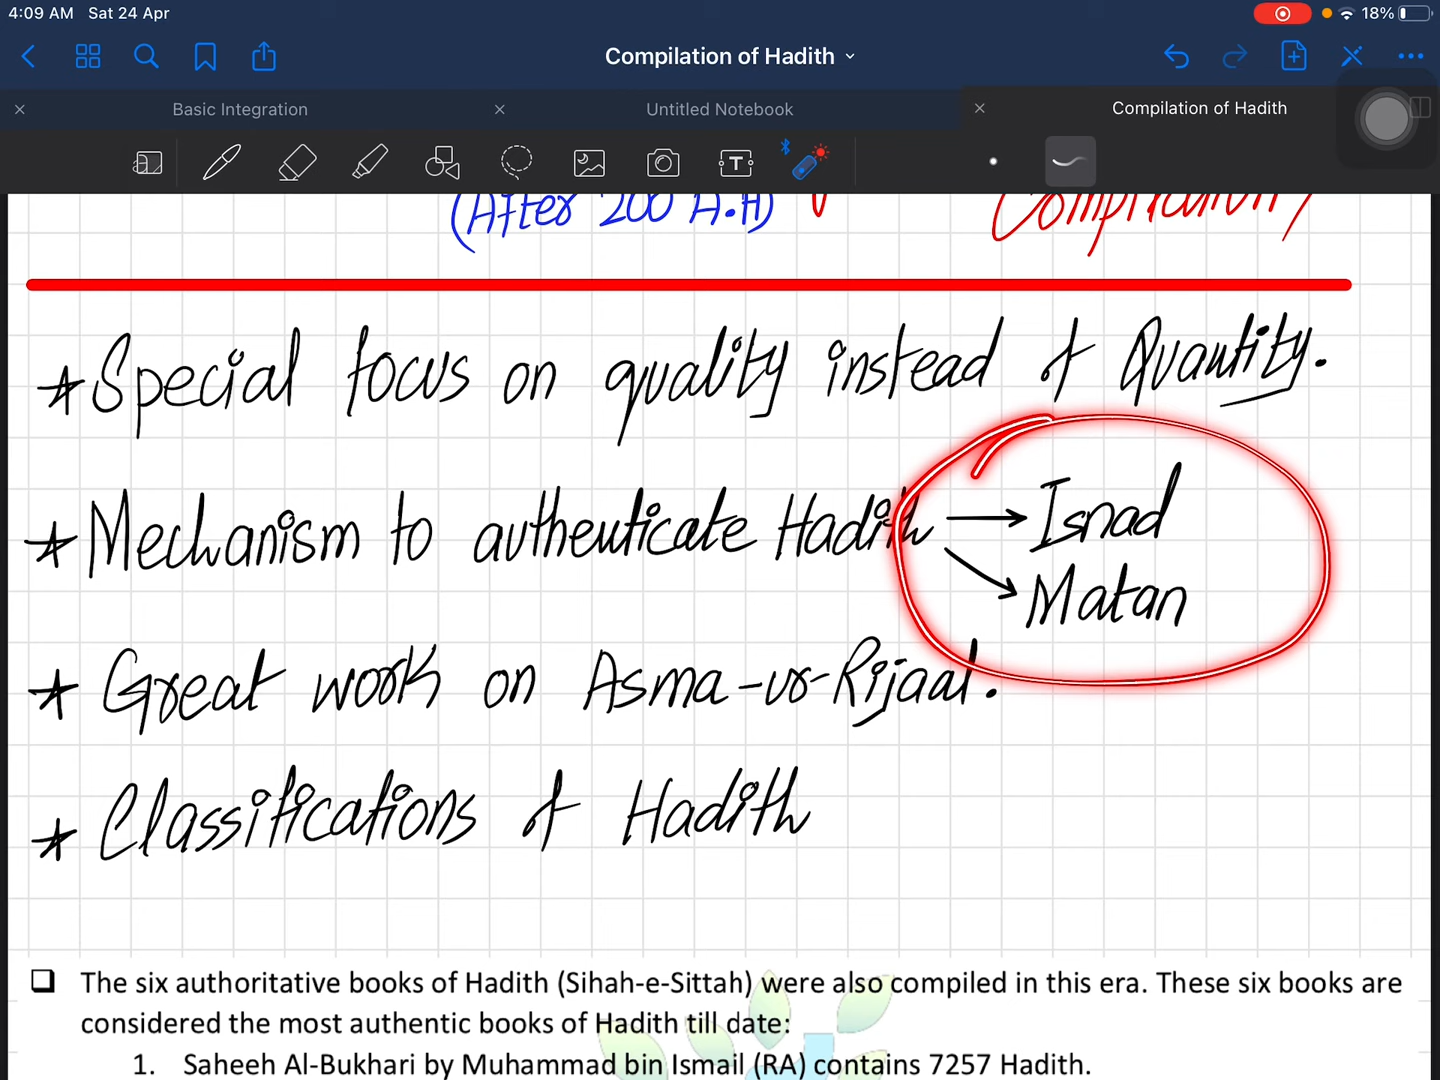 4:09 AM Sat 24 Apr 18%
Compilation of Hadith
Basic Integration Untitled Notebook Compilation of Hadith
(After 200 A.H) Compilation
Special focus on quality instead of Quantity.
Mechanism to authenticate Hadith → Isnad
→ Matan
Great work on Asma-ur-Rijaal.
Classifications of Hadith
The six authoritative books of Hadith (Sihah-e-Sittah) were also compiled in this era. These six books are
considered the most authentic books of Hadith till date:
1. Saheeh Al-Bukhari by Muhammad bin Ismail (RA) contains 7257 Hadith.